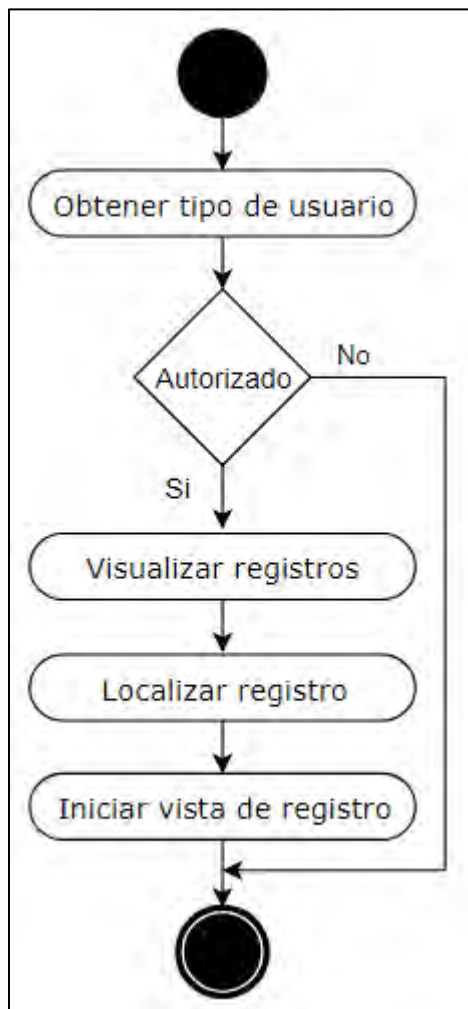 Obtener tipo de usuario
No
Autorizado
Si
Visualizar registros
Localizar registro
Iniciar vista de registro